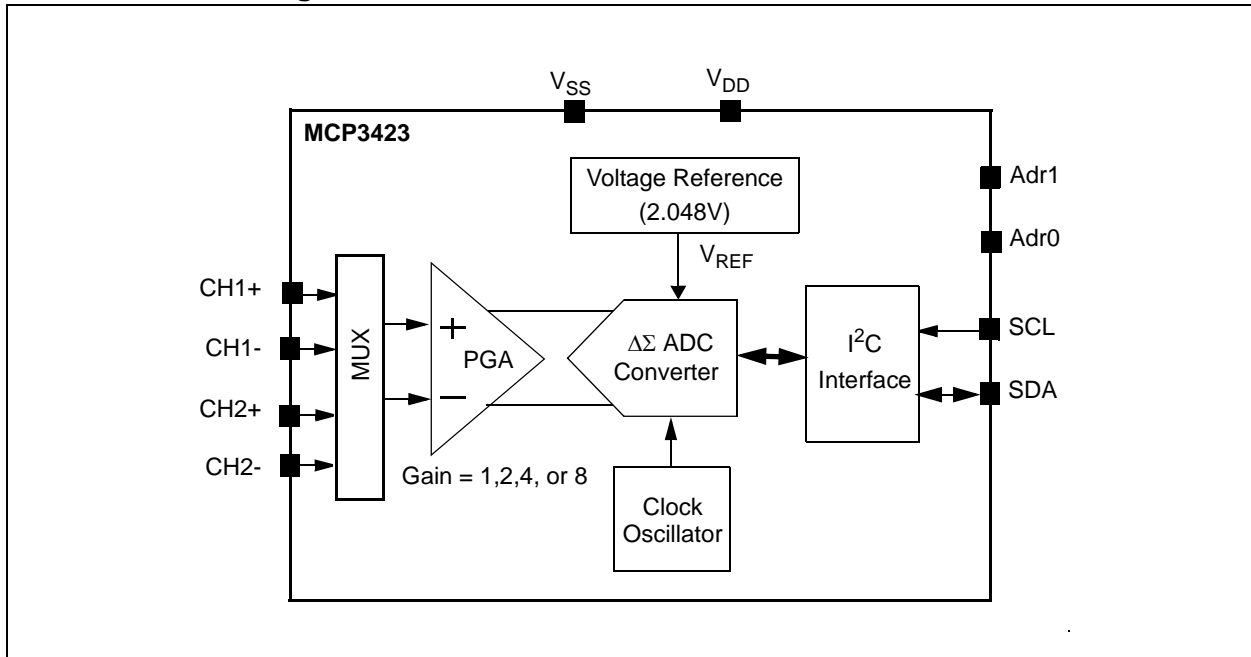 V_SS
V_DD
MCP3423
Voltage Reference
(2.048V)
V_REF
Adr1
Adr0
CH1+
CH1-
CH2+
CH2-
MUX
+
PGA
−
Gain = 1,2,4, or 8
ΔΣ ADC
Converter
Clock
Oscillator
I²C
Interface
SCL
SDA